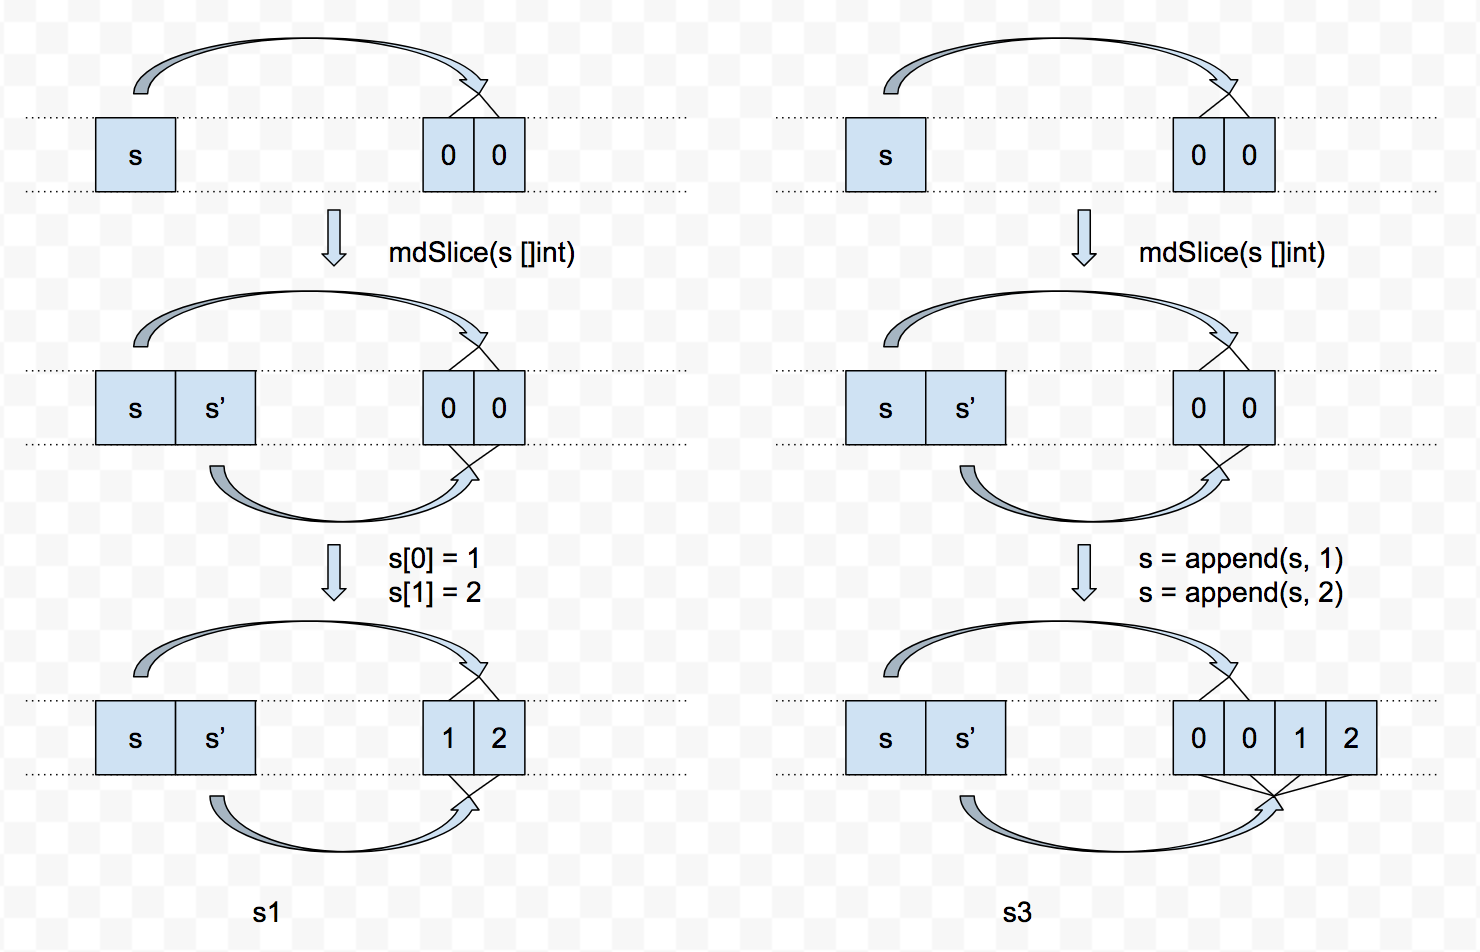 s 0 0
mdSlice(s []int)
s s’ 0 0
s[0] = 1
s[1] = 2
s s’ 1 2
s1
s 0 0
mdSlice(s []int)
s s’ 0 0
s = append(s, 1)
s = append(s, 2)
s s’ 0 0 1 2
s3